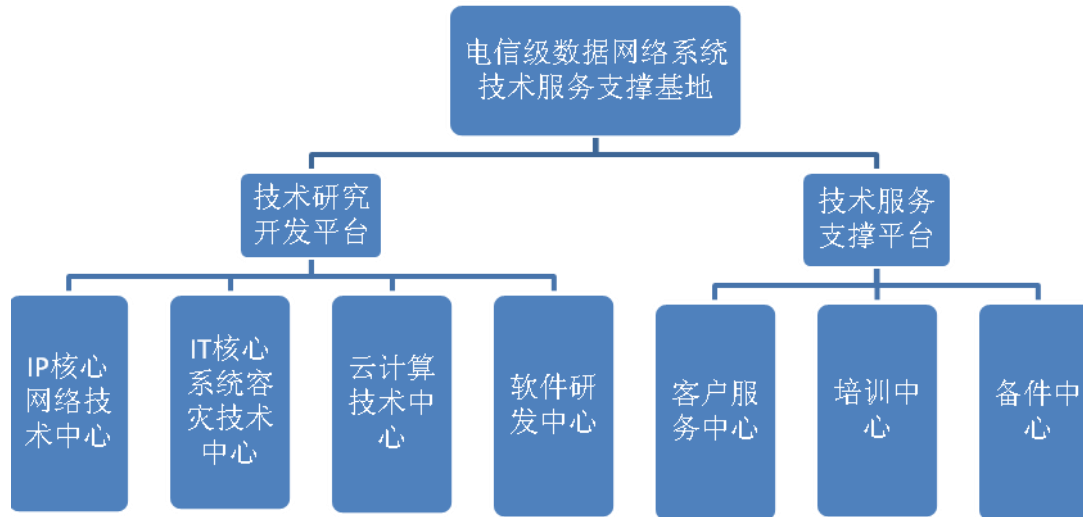 电信级数据网络系统
技术服务支撑基地
技术研究
开发平台
技术服务
支撑平台
IP核心
网络技
术中心
IT核心
系统容
灾技术
中心
云计算
技术中
心
软件研
发中心
客户服
务中心
培训中
心
备件中
心